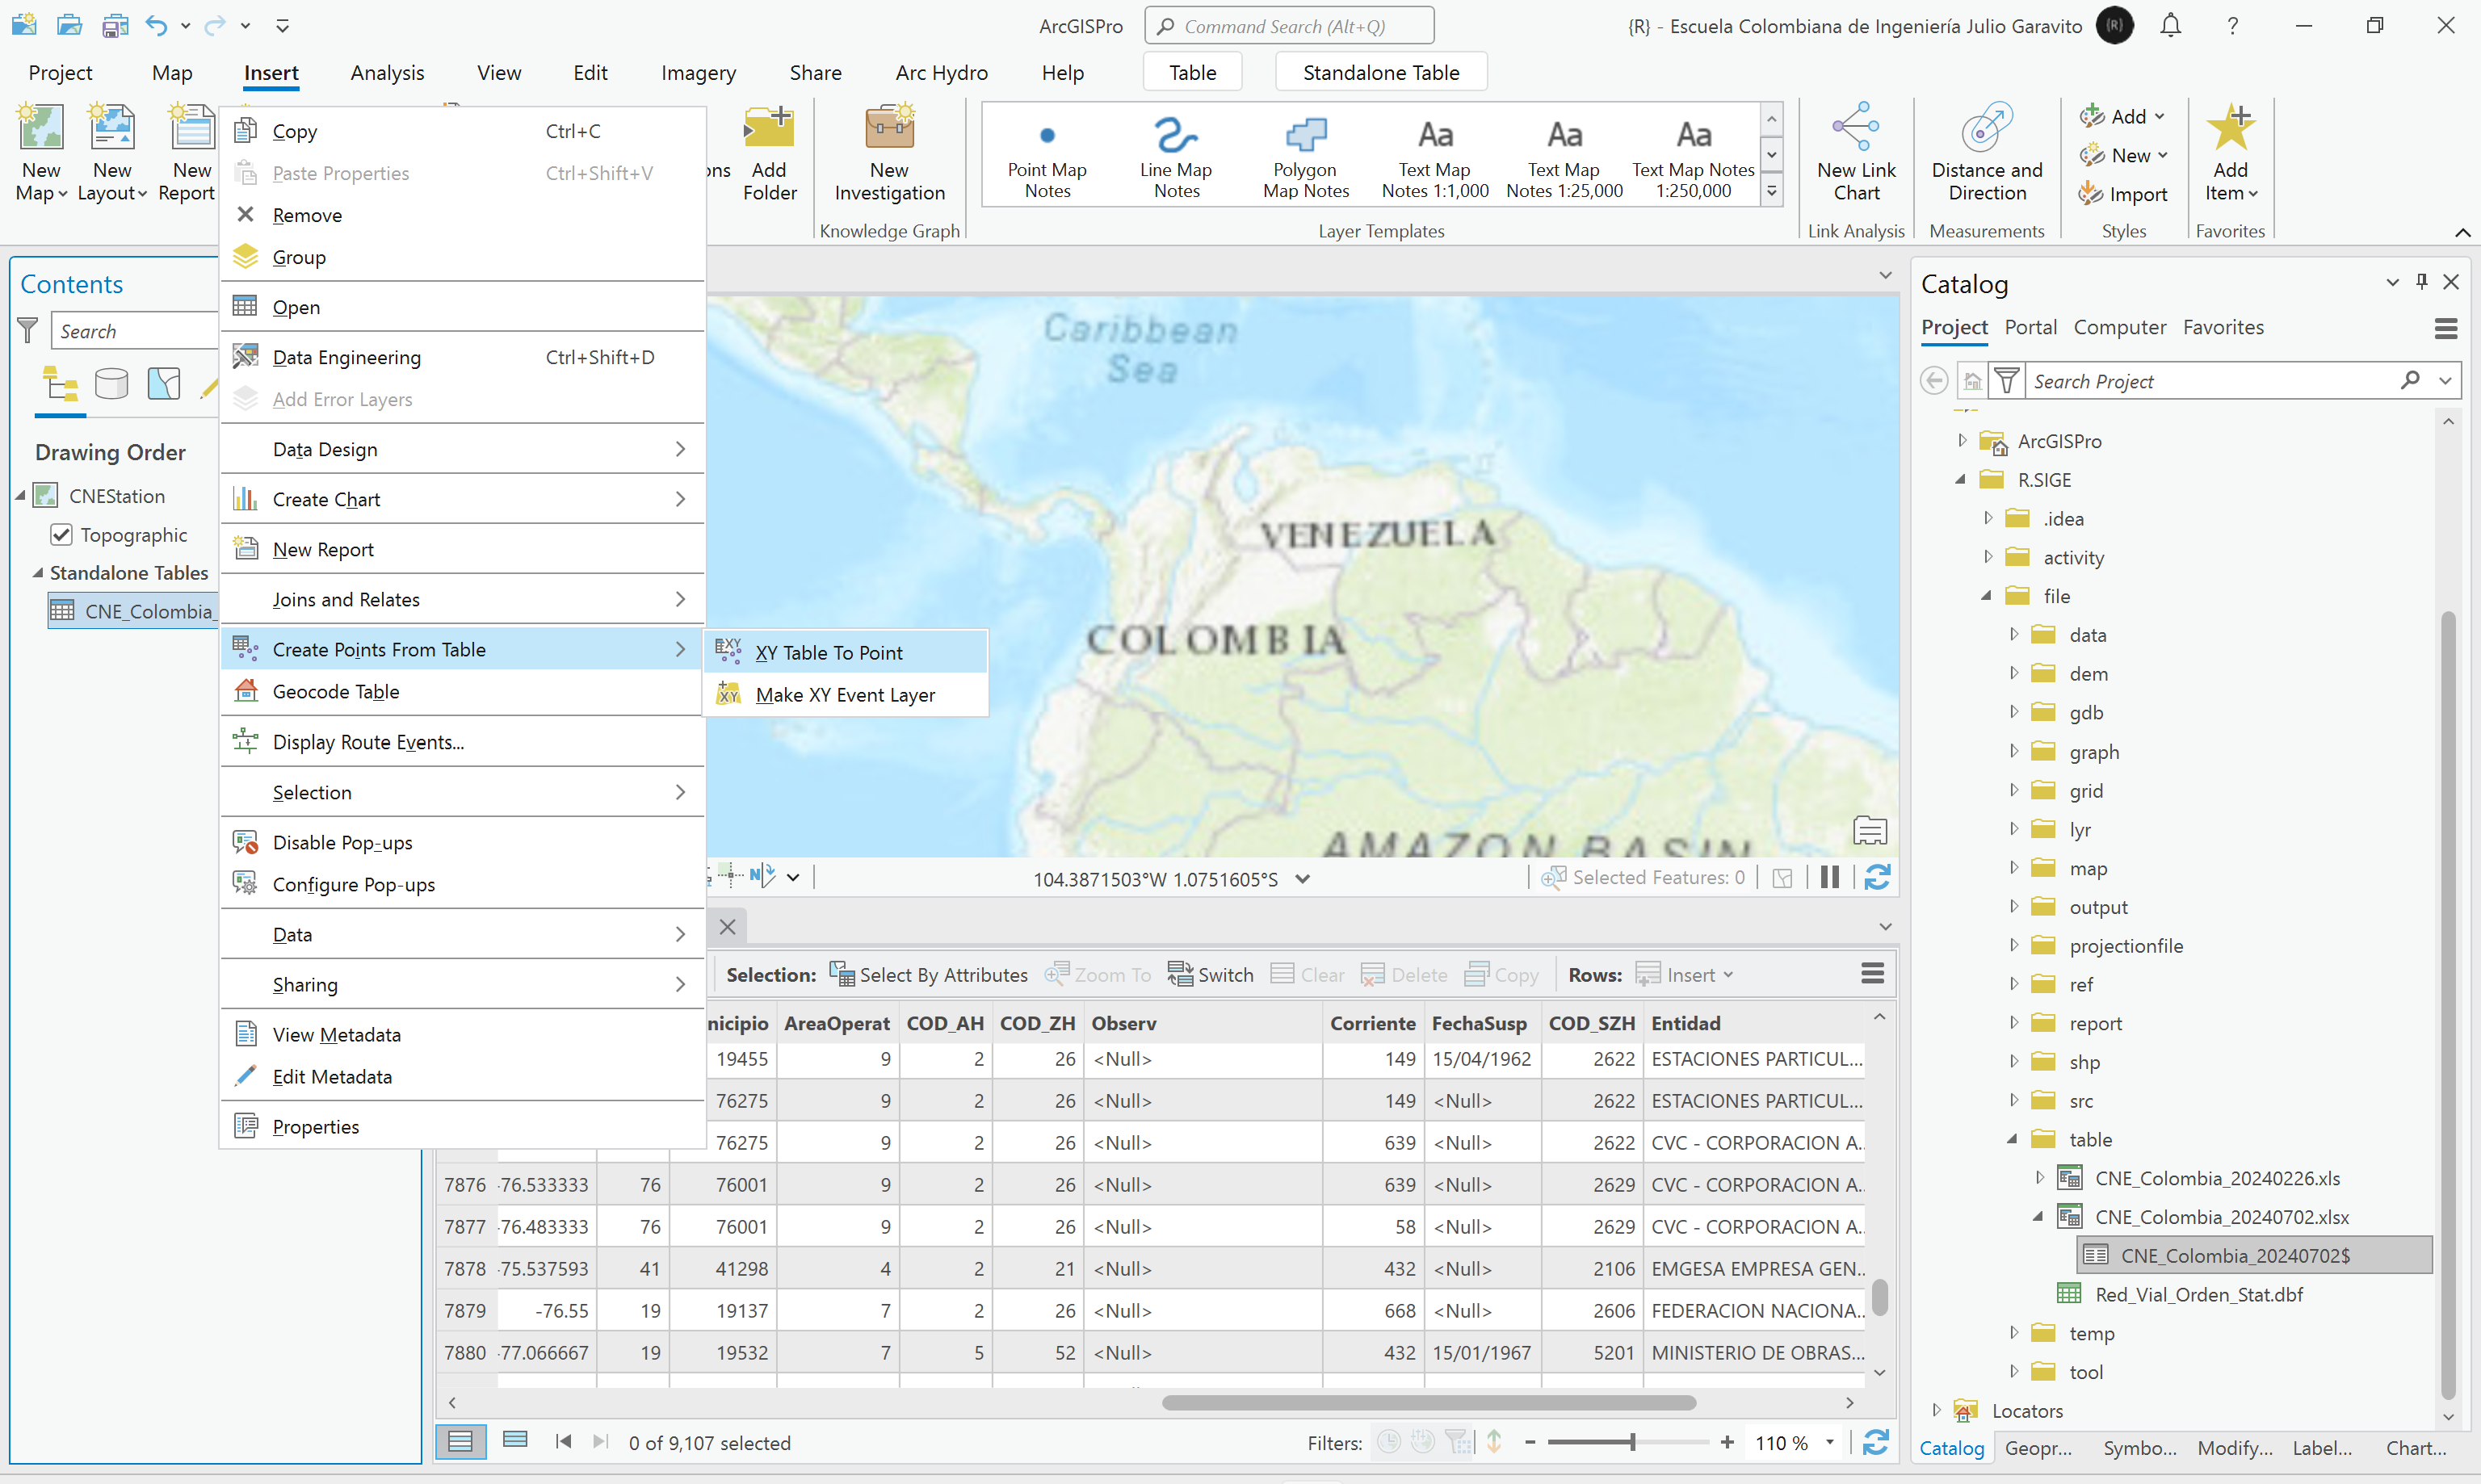 ArcGISPro
Command Search (Alt+Q)
{R} - Escuela Colombiana de Ingeniería Julio Garavito
{R}
Project
Map
Insert
Analysis
View
Edit
Imagery
Share
Arc Hydro
Help
Table
Standalone Table
New
Map
New
Layout
New
Report
Add
Folder
New
Investigation
Knowledge Graph
Point Map
Notes
Line Map
Notes
Polygon
Map Notes
Aa
Text Map
Notes 1:1,000
Aa
Text Map
Notes 1:25,000
Aa
Text Map Notes
1:250,000
Layer Templates
New Link
Chart
Link Analysis
Distance and
Direction
Measurements
Add
New
Import
Styles
Add
Item
Favorites
Copy Ctrl+C
Paste Properties Ctrl+Shift+V
Remove
Group
Open
Data Engineering Ctrl+Shift+D
Add Error Layers
Data Design
Create Chart
New Report
Joins and Relates
Create Points From Table
Geocode Table
Display Route Events...
Selection
Disable Pop-ups
Configure Pop-ups
Data
Sharing
View Metadata
Edit Metadata
Properties
XY Table To Point
Make XY Event Layer
Contents
Search
Drawing Order
CNEStation
Topographic
Standalone Tables
CNE_Colombia_
Caribbean
Sea
VENEZUELA
COLOMBIA
AMAZON BASIN
104.3871503°W 1.0751605°S
Selected Features: 0
Selection: Select By Attributes Zoom To Switch Clear Delete Copy Rows: Insert
nicipio AreaOperat COD_AH COD_ZH Observ Corriente FechaSusp COD_SZH Entidad
19455 9 2 26 <Null> 149 15/04/1962 2622 ESTACIONES PARTICUL...
76275 9 2 26 <Null> 149 <Null> 2622 ESTACIONES PARTICUL...
76275 9 2 26 <Null> 639 <Null> 2622 CVC - CORPORACION A...
7876 -76.533333 76 76001 9 2 26 <Null> 639 <Null> 2629 CVC - CORPORACION A...
7877 -76.483333 76 76001 9 2 26 <Null> 58 <Null> 2629 CVC - CORPORACION A...
7878 -75.537593 41 41298 4 2 21 <Null> 432 <Null> 2106 EMGESA EMPRESA GEN...
7879 -76.55 19 19137 7 2 26 <Null> 668 <Null> 2606 FEDERACION NACIONA...
7880 -77.066667 19 19532 7 5 52 <Null> 432 15/01/1967 5201 MINISTERIO DE OBRAS...
0 of 9,107 selected
Filters:
110 %
Catalog
Project
Portal
Computer
Favorites
Search Project
ArcGISPro
R.SIGE
.idea
activity
file
data
dem
gdb
graph
grid
lyr
map
output
projectionfile
ref
report
shp
src
table
CNE_Colombia_20240226.xls
CNE_Colombia_20240702.xlsx
CNE_Colombia_20240702$
Red_Vial_Orden_Stat.dbf
temp
tool
Locators
Catalog
Geopr...
Symbo...
Modify...
Label...
Chart...